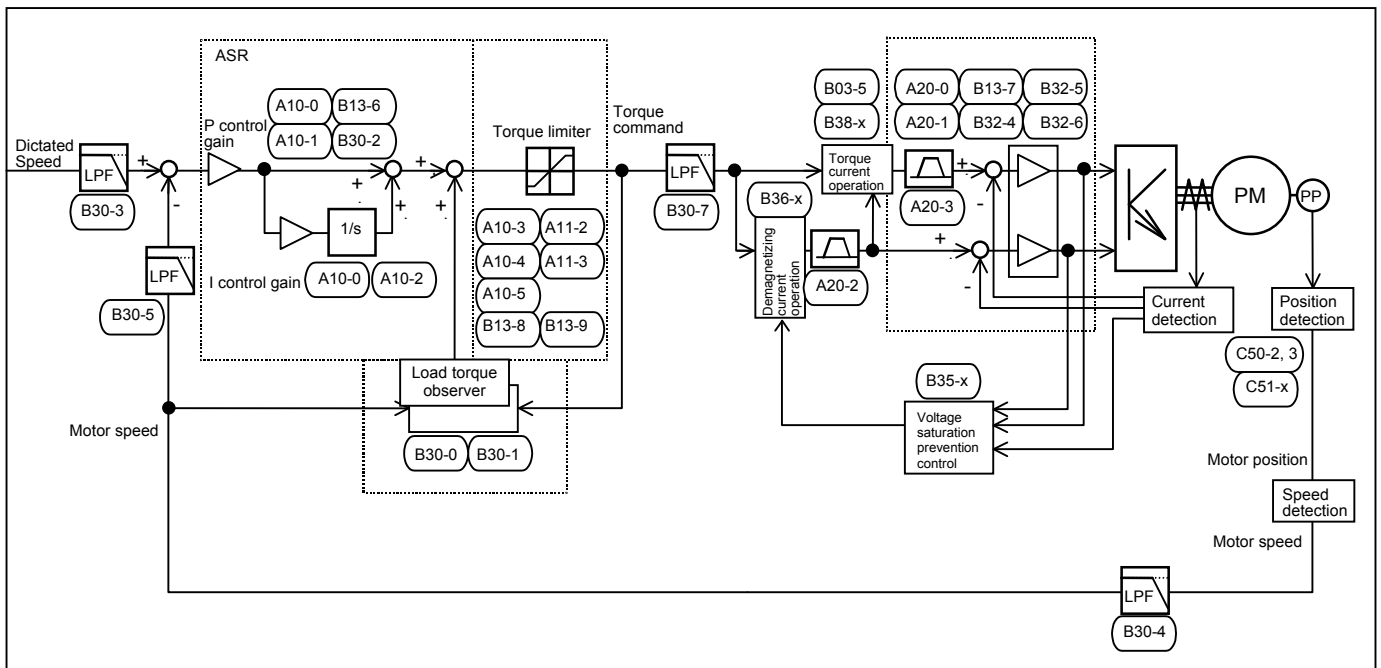 ASR
Dictated
Speed
LPF
B30-3
+
-
P control
gain
A10-0 B13-6
A10-1 B30-2
1/s
I control gain
A10-0 A10-2
+
+
+
+
+
LPF
B30-5
Motor speed
Torque limiter
A10-3 A11-2
A10-4 A11-3
A10-5
B13-8 B13-9
Load torque
observer
B30-0 B30-1
Torque
command
LPF
B30-7
B03-5
B38-x
Torque
current
operation
B36-x
Demagnetizing
current
operation
A20-3
A20-2
A20-0 B13-7 B32-5
A20-1 B32-4 B32-6
+
-
+
-
B35-x
Voltage
saturation
prevention
control
PM
PP
Current
detection
Position
detection
C50-2, 3
C51-x
Motor position
Speed
detection
Motor speed
LPF
B30-4